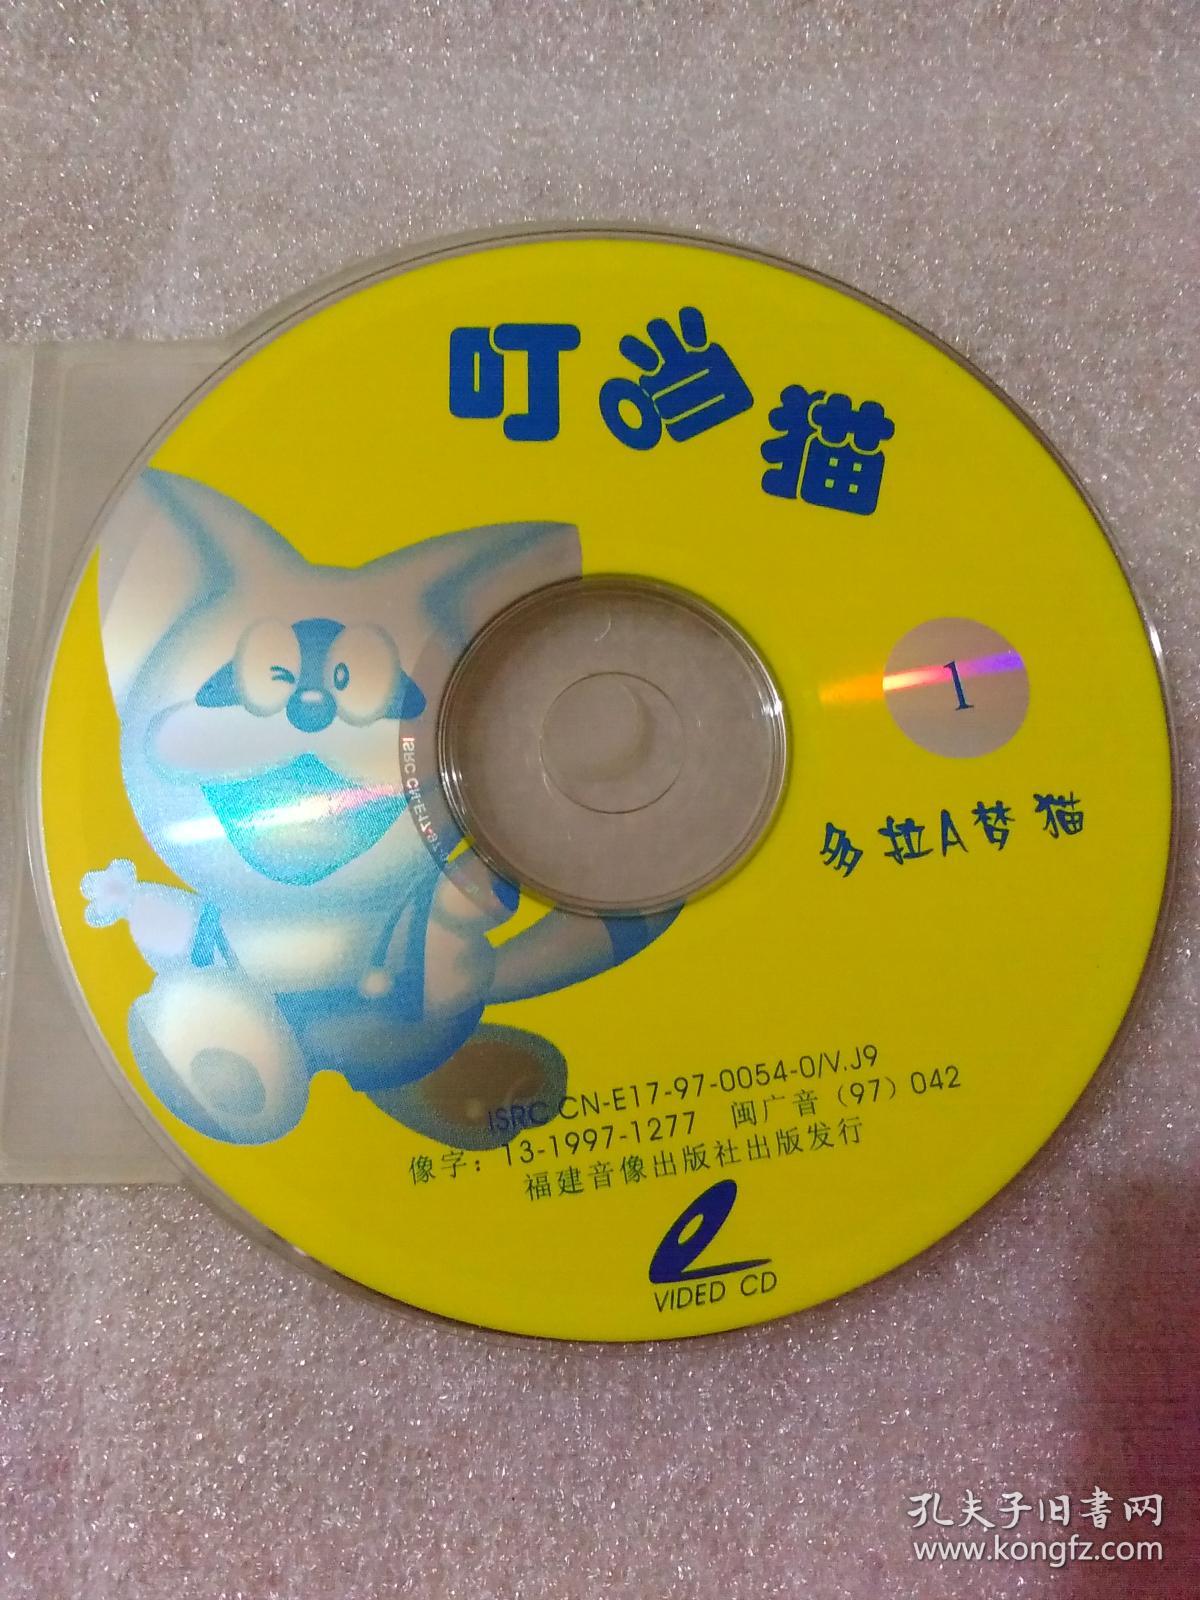 叮当猫
1
多拉A梦猫
ISRC CN-E17-97-0054-0/V.J9
像字：13-1997-1277 闽广音（97）042
福建音像出版社出版发行
VIDEO CD
孔夫子旧书网
www.kongfz.com